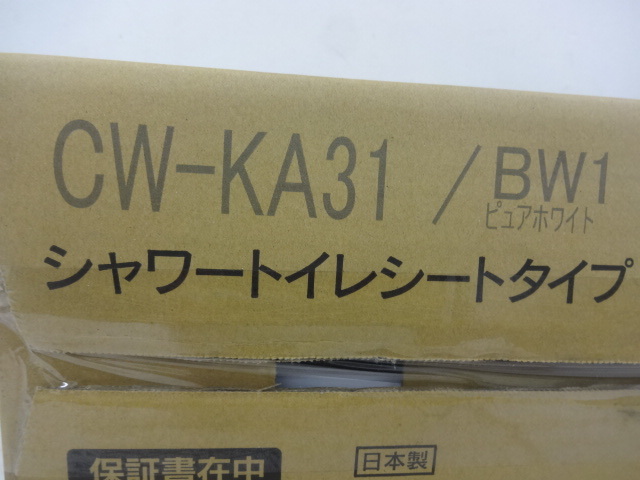 CW-KA31 / BW1
ピュアホワイト
シャワートイレシートタイプ
保証書在中
日本製